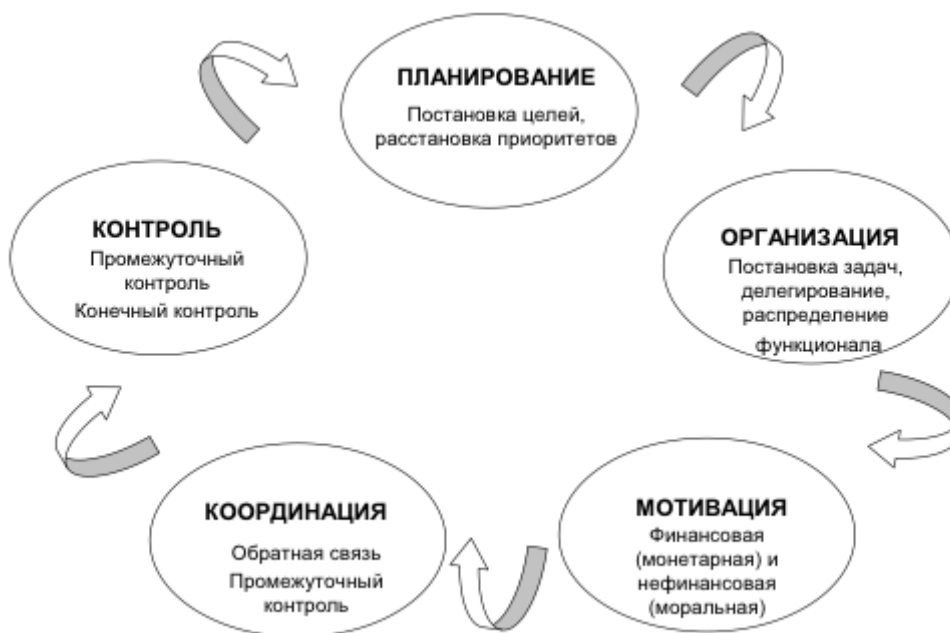 ПЛАНИРОВАНИЕ
Постановка целей,
расстановка приоритетов
ОРГАНИЗАЦИЯ
Постановка задач,
делегирование,
распределение
функционала
МОТИВАЦИЯ
Финансовая
(монетарная) и
нефинансовая
(моральная)
КООРДИНАЦИЯ
Обратная связь
Промежуточный
контроль
КОНТРОЛЬ
Промежуточный
контроль
Конечный контроль